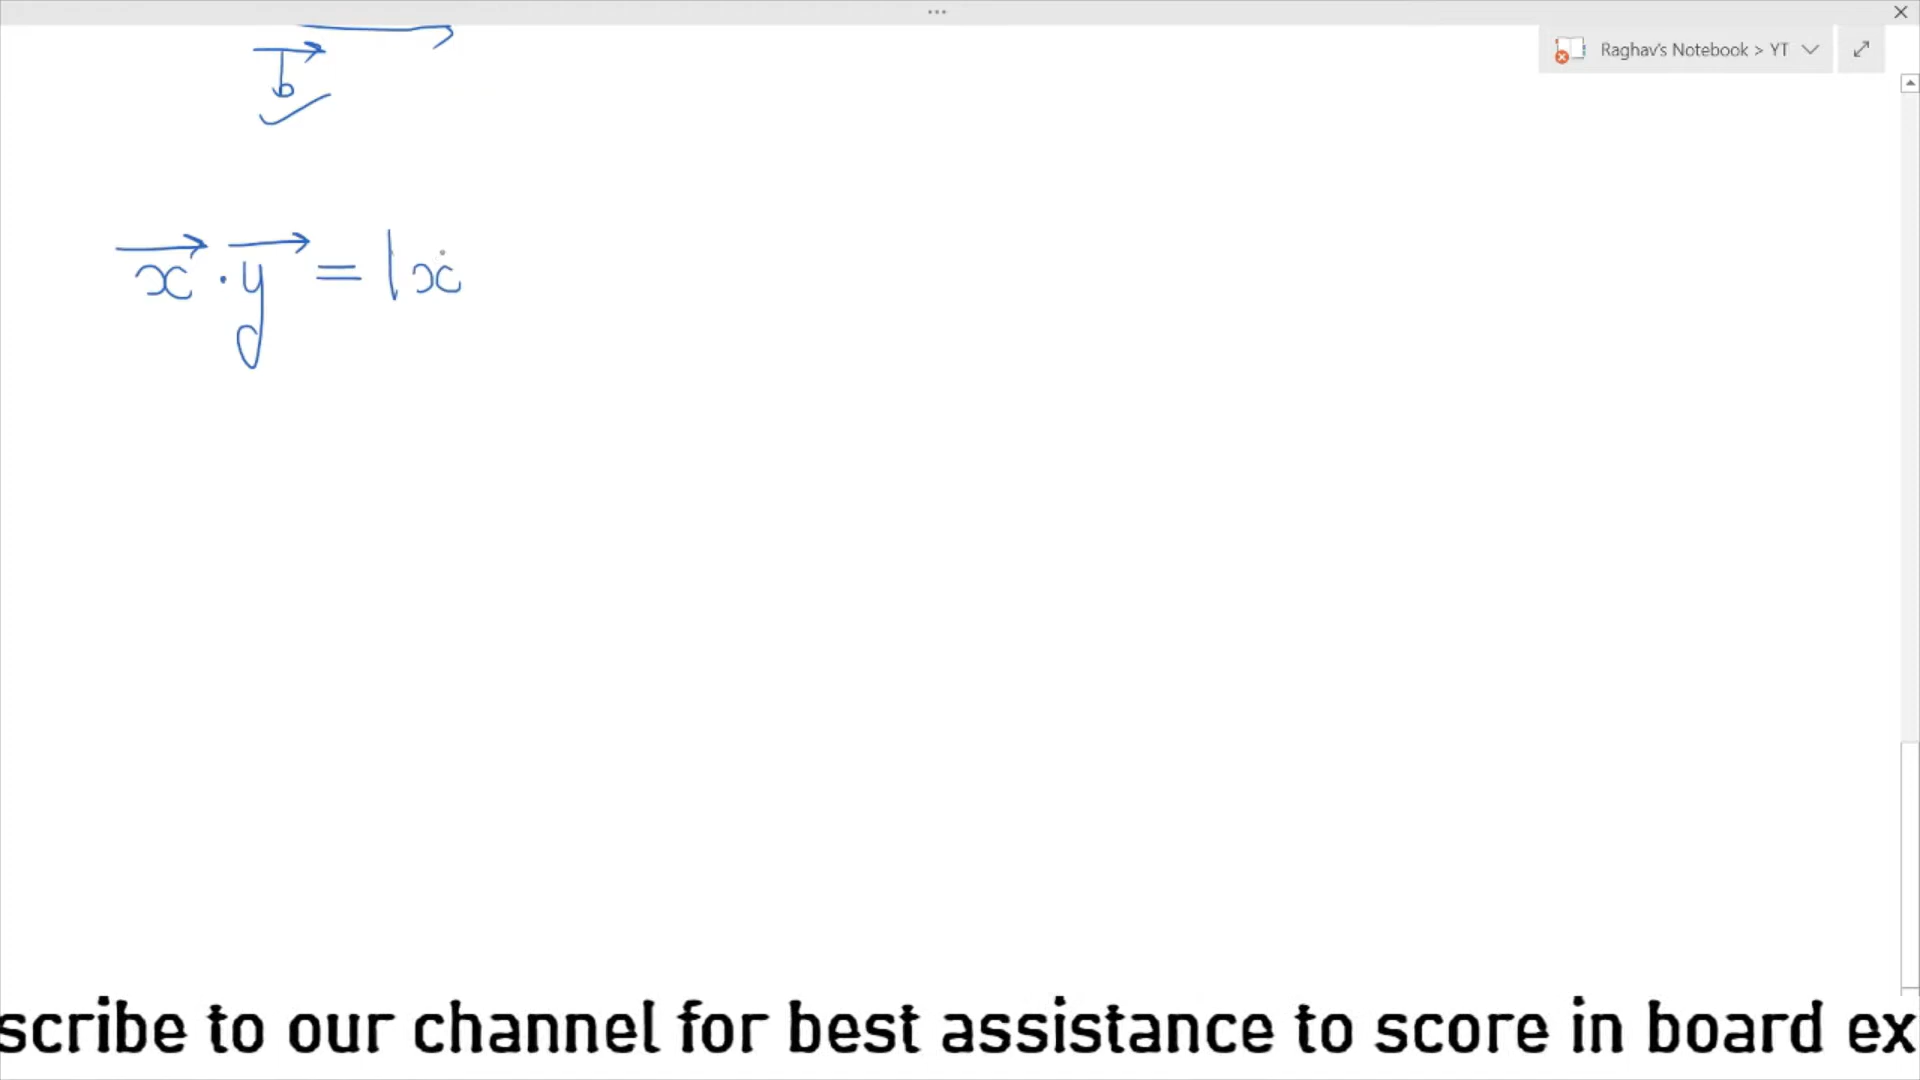 Raghav's Notebook > YT
b
x⃗ · y⃗ = |x
scribe to our channel for best assistance to score in board ex